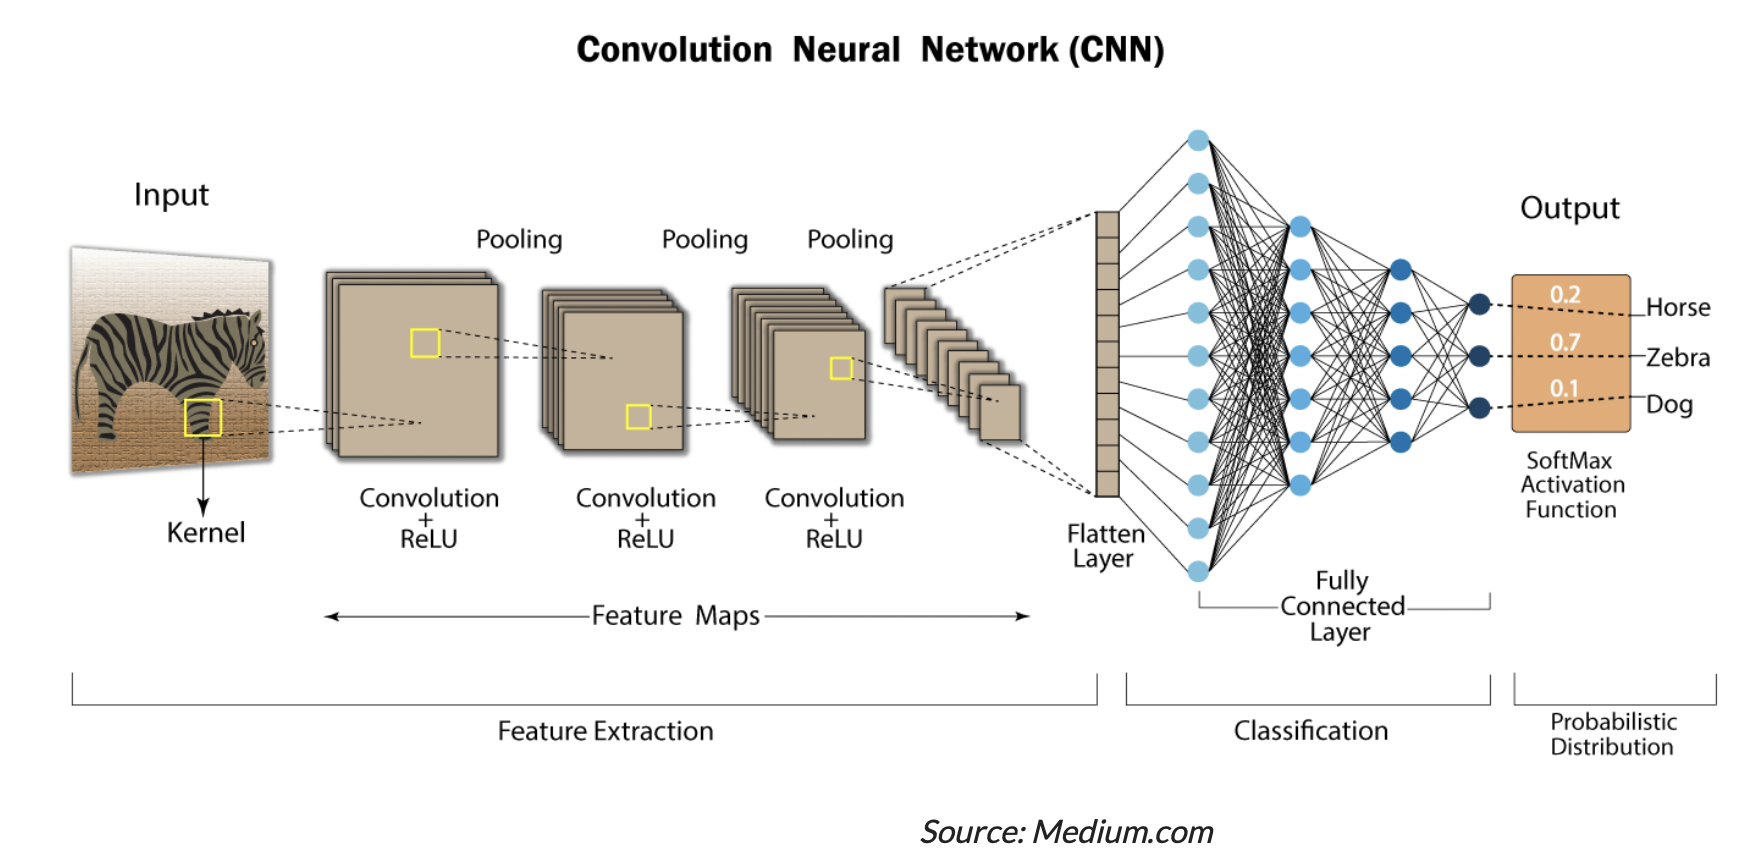 Convolution Neural Network (CNN)
Input
Pooling
Pooling
Pooling
Output
0.2
Horse
0.7
Zebra
0.1
Dog
SoftMax
Activation
Function
Kernel
Convolution
+
ReLU
Convolution
+
ReLU
Convolution
+
ReLU
Flatten
Layer
Fully
Connected
Layer
Feature Maps
Feature Extraction
Classification
Probabilistic
Distribution
Source: Medium.com